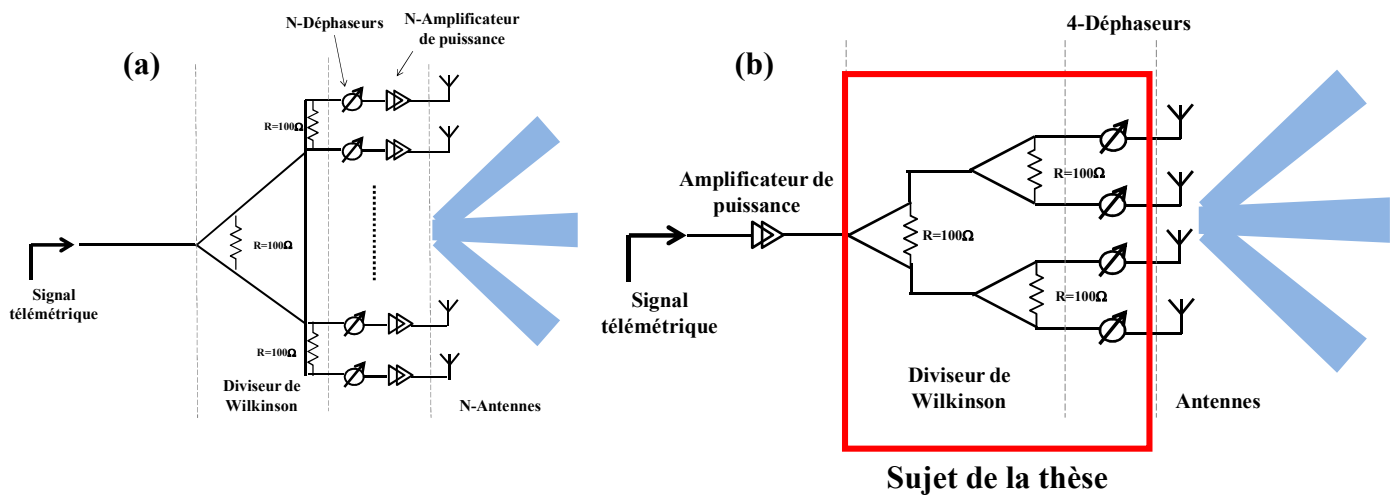 N-Déphaseurs
N-Amplificateur
de puissance
(a)
R=100Ω
R=100Ω
R=100Ω
Signal
télémétrique
Diviseur de
Wilkinson
N-Antennes
4-Déphaseurs
(b)
Amplificateur de
puissance
R=100Ω
R=100Ω
R=100Ω
Signal
télémétrique
Diviseur de
Wilkinson
Antennes
Sujet de la thèse